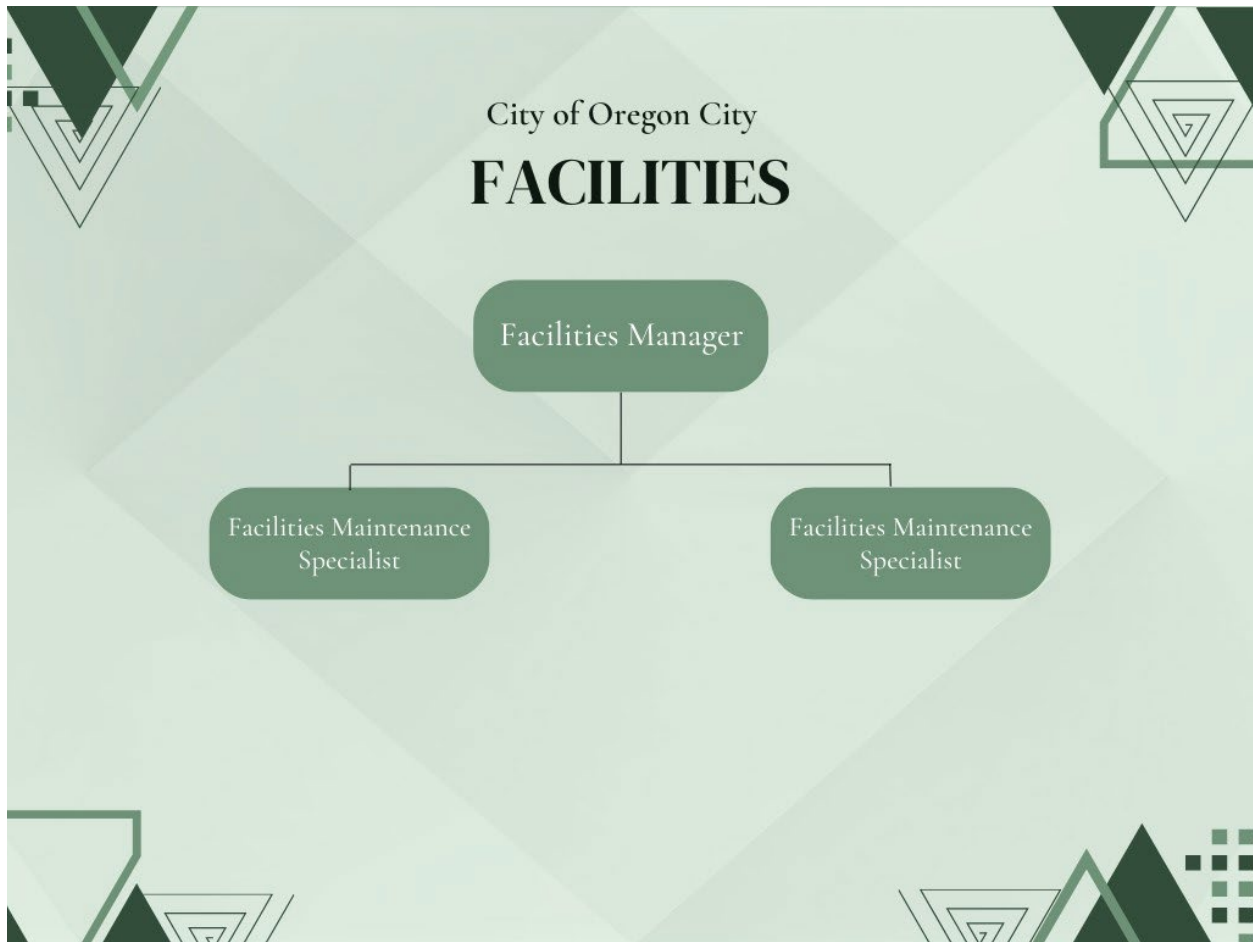 City of Oregon City
FACILITIES
Facilities Manager
Facilities Maintenance
Specialist
Facilities Maintenance
Specialist